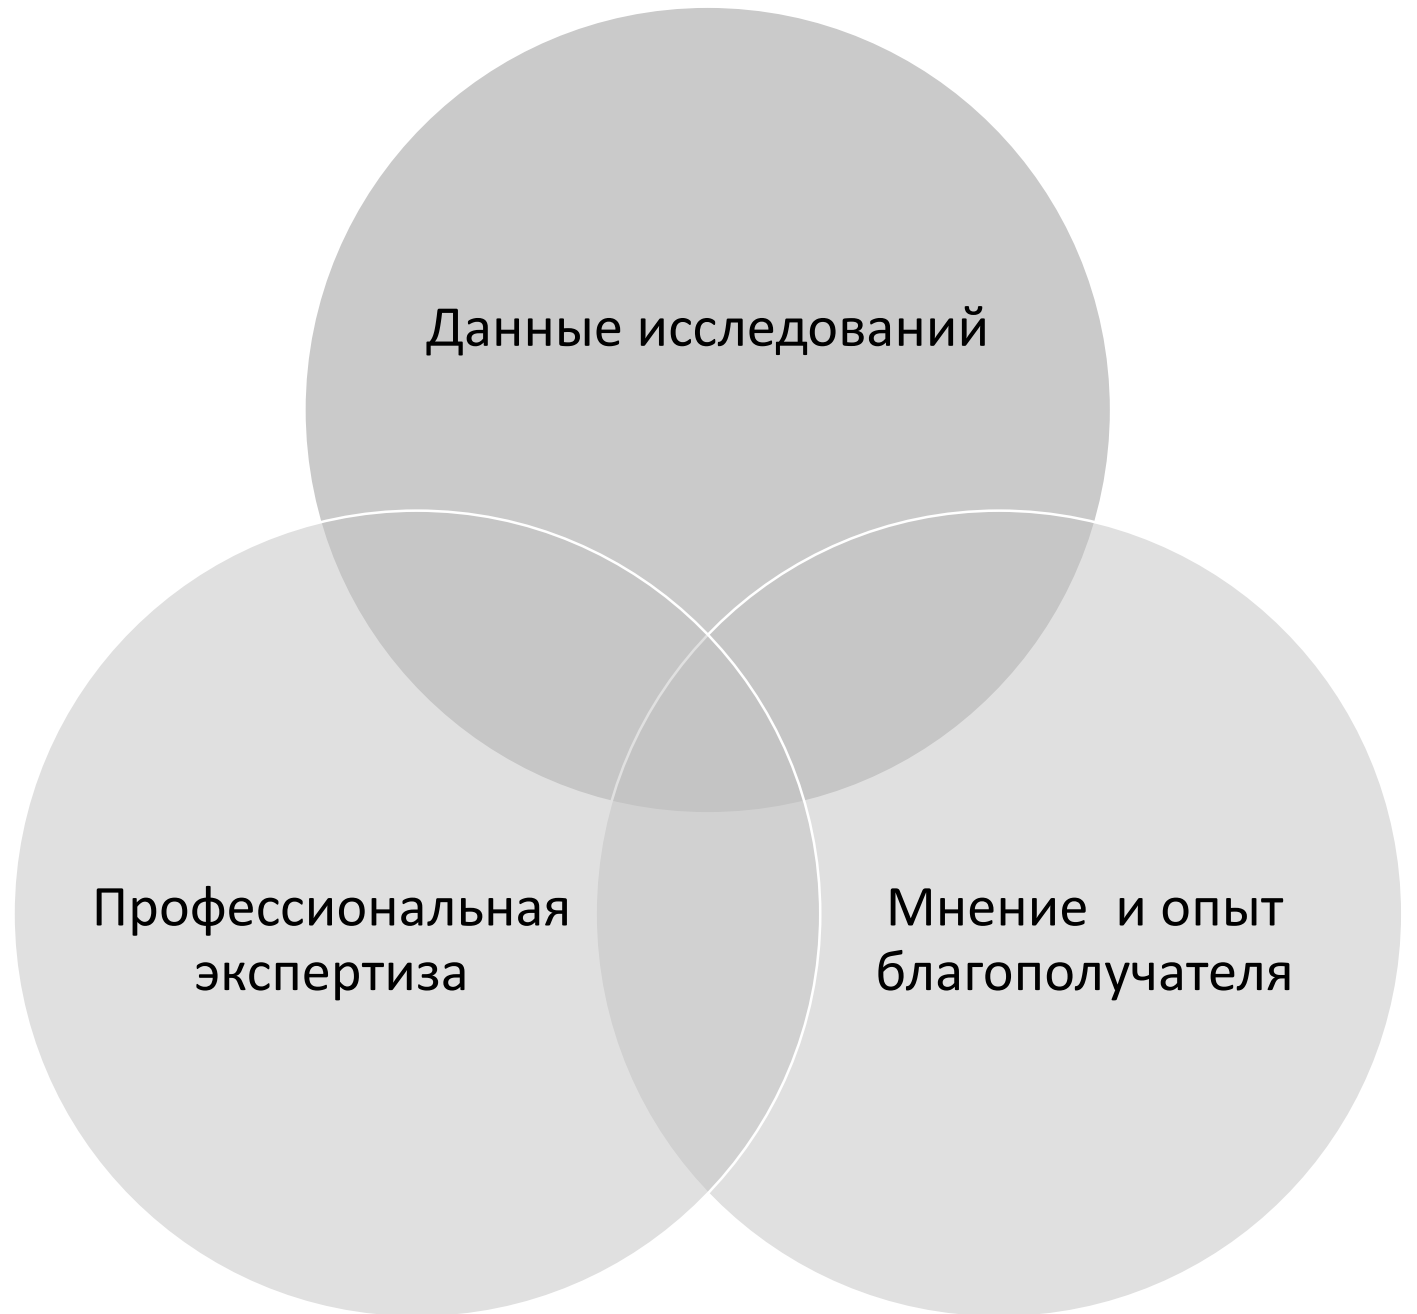 Данные исследований
Профессиональная
экспертиза
Мнение  и опыт
благополучателя